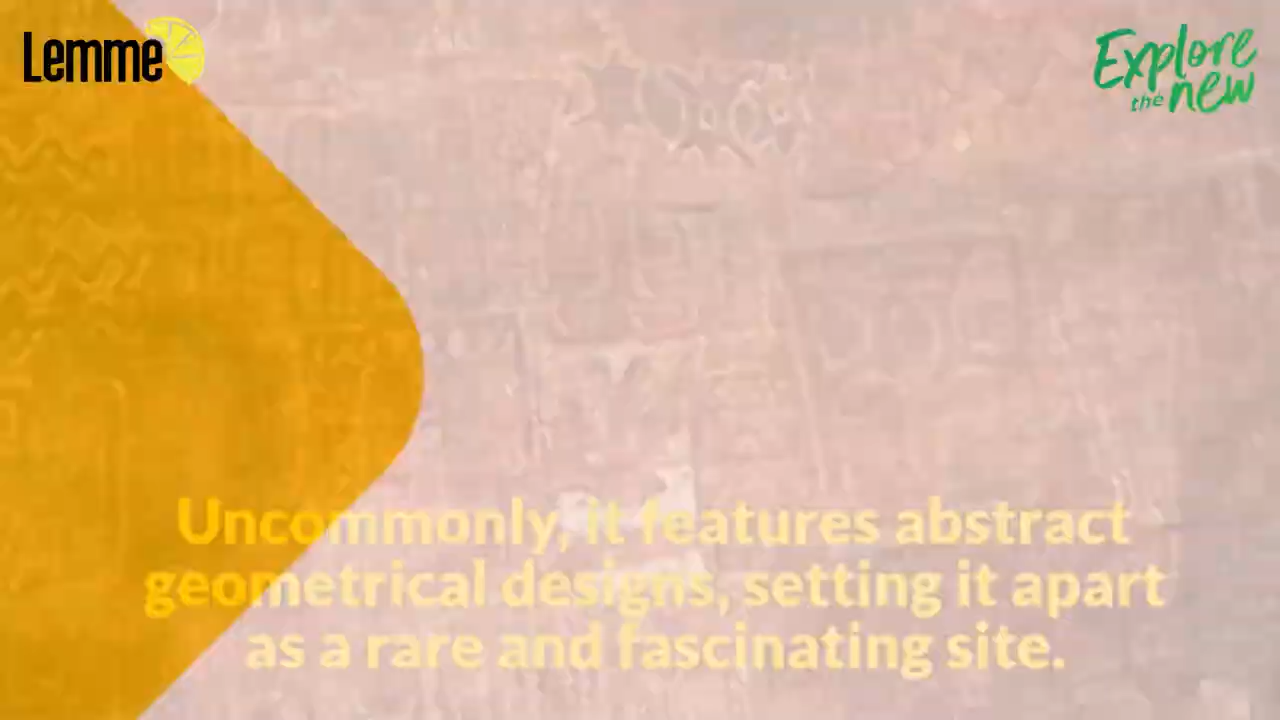 Lemme
Explore
the new
Uncommonly, it features abstract
geometrical designs, setting it apart
as a rare and fascinating site.